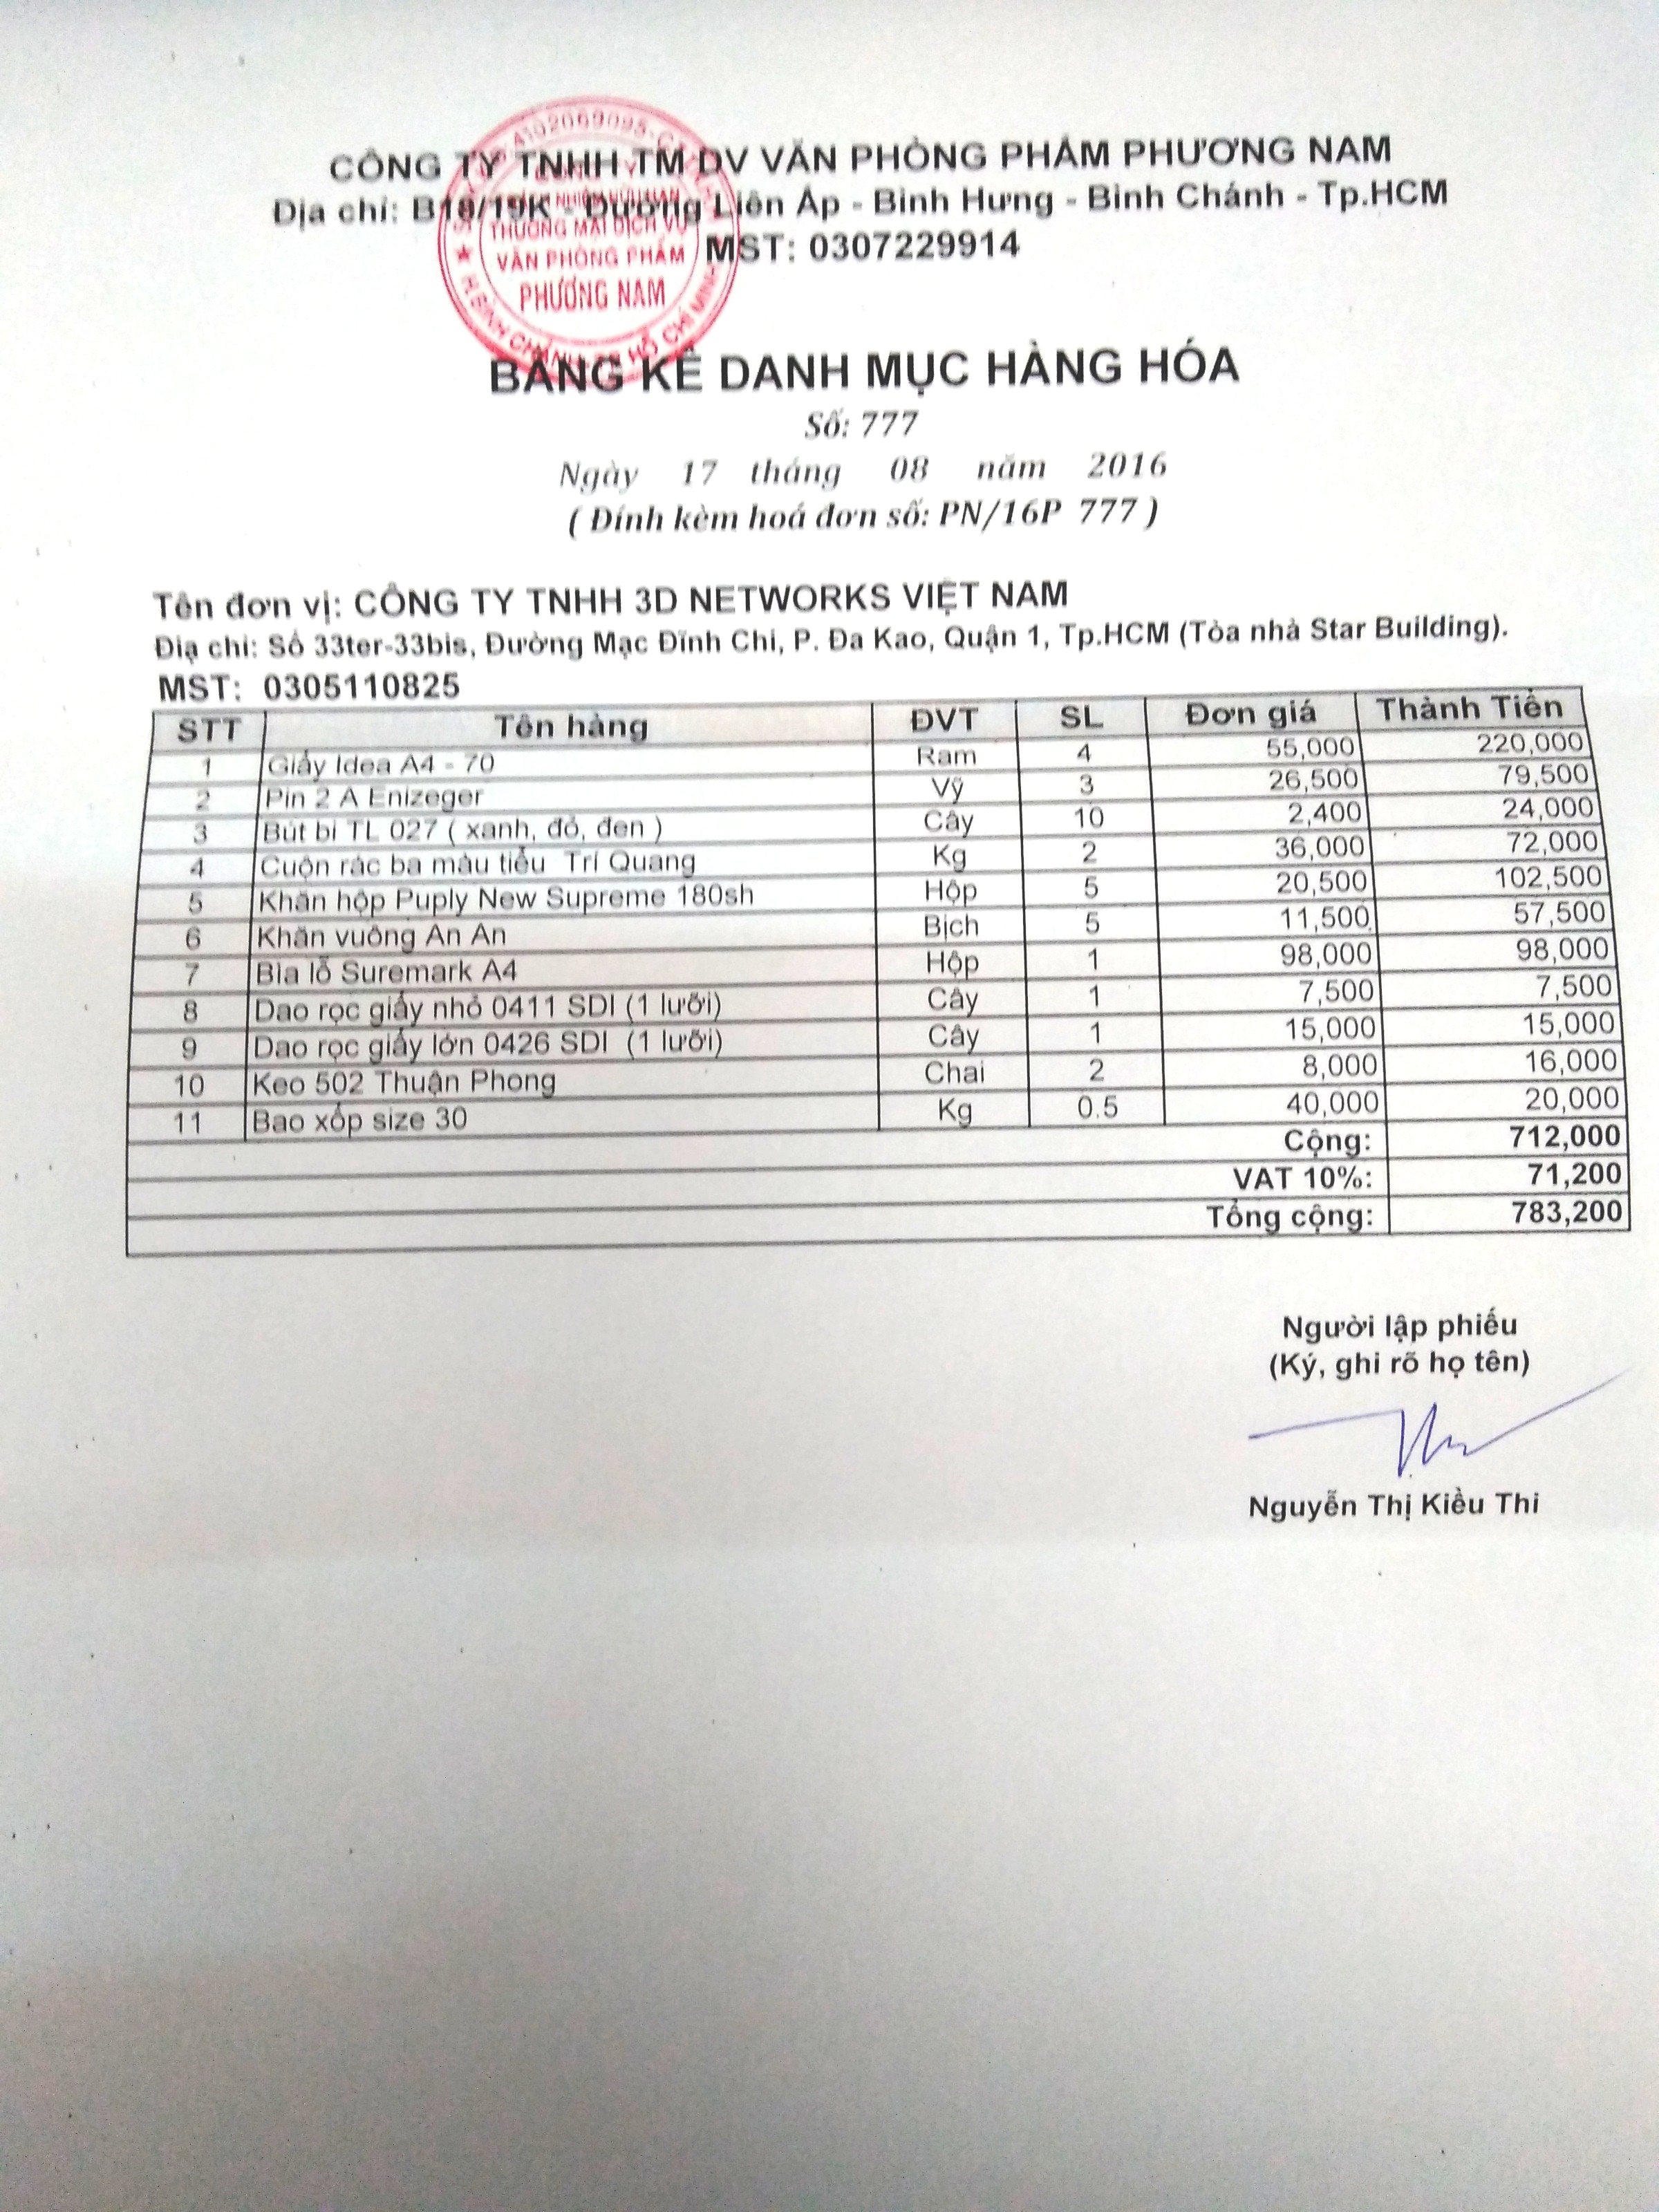 CÔNG TY TNHH TM DV VĂN PHÒNG PHẨM PHƯƠNG NAM
Địa chỉ: B18/19K - Đường Liên Ấp - Bình Hưng - Bình Chánh - Tp.HCM
MST: 0307229914
THƯƠNG MẠI DỊCH VỤ
VĂN PHÒNG PHẨM
PHƯƠNG NAM
H.BÌNH CHÁNH - TP HỒ CHÍ MINH
BẢNG KÊ DANH MỤC HÀNG HÓA
Số: 777
Ngày 17 tháng 08 năm 2016
( Đính kèm hoá đơn số: PN/16P 777 )
Tên đơn vị: CÔNG TY TNHH 3D NETWORKS VIỆT NAM
Địa chỉ: Số 33ter-33bis, Đường Mạc Đĩnh Chi, P. Đa Kao, Quận 1, Tp.HCM (Tòa nhà Star Building).
MST: 0305110825
STT Tên hàng ĐVT SL Đơn giá Thành Tiền
1 Giấy Idea A4 - 70 Ram 4 55,000 220,000
2 Pin 2 A Enizeger Vỹ 3 26,500 79,500
3 Bút bi TL 027 ( xanh, đỏ, đen ) Cây 10 2,400 24,000
4 Cuộn rác ba màu tiểu Trí Quang Kg 2 36,000 72,000
5 Khăn hộp Puply New Supreme 180sh Hộp 5 20,500 102,500
6 Khăn vuông An An Bịch 5 11,500 57,500
7 Bìa lỗ Suremark A4 Hộp 1 98,000 98,000
8 Dao rọc giấy nhỏ 0411 SDI (1 lưỡi) Cây 1 7,500 7,500
9 Dao rọc giấy lớn 0426 SDI (1 lưỡi) Cây 1 15,000 15,000
10 Keo 502 Thuận Phong Chai 2 8,000 16,000
11 Bao xốp size 30 Kg 0.5 40,000 20,000
Cộng: 712,000
VAT 10%: 71,200
Tổng cộng: 783,200
Người lập phiếu
(Ký, ghi rõ họ tên)
Nguyễn Thị Kiều Thi